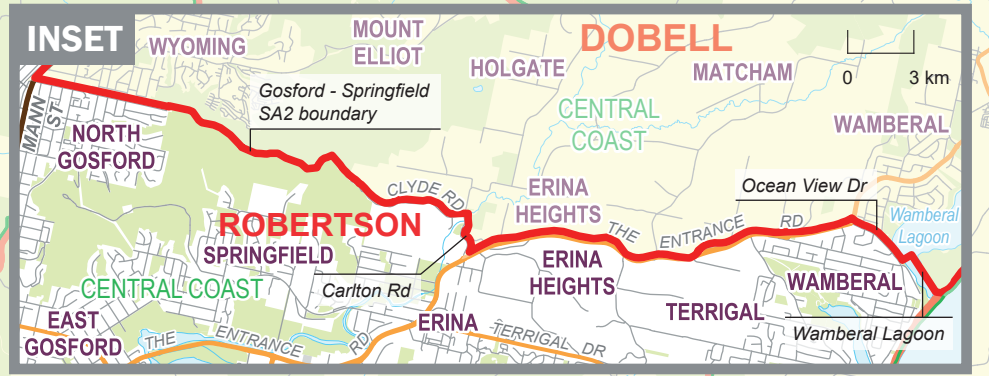 INSET
WYOMING
MOUNT
ELLIOT
DOBELL
HOLGATE
MATCHAM
0 3 km
Gosford - Springfield
SA2 boundary
MANN ST
NORTH
GOSFORD
CENTRAL
COAST
WAMBERAL
CLYDE RD
ERINA
HEIGHTS
Ocean View Dr
ROBERTSON
SPRINGFIELD
THE ENTRANCE RD
Wamberal
Lagoon
CENTRAL COAST
Carlton Rd
ERINA
HEIGHTS
WAMBERAL
TERRIGAL
EAST
GOSFORD
THE ENTRANCE RD
ERINA
TERRIGAL DR
Wamberal Lagoon